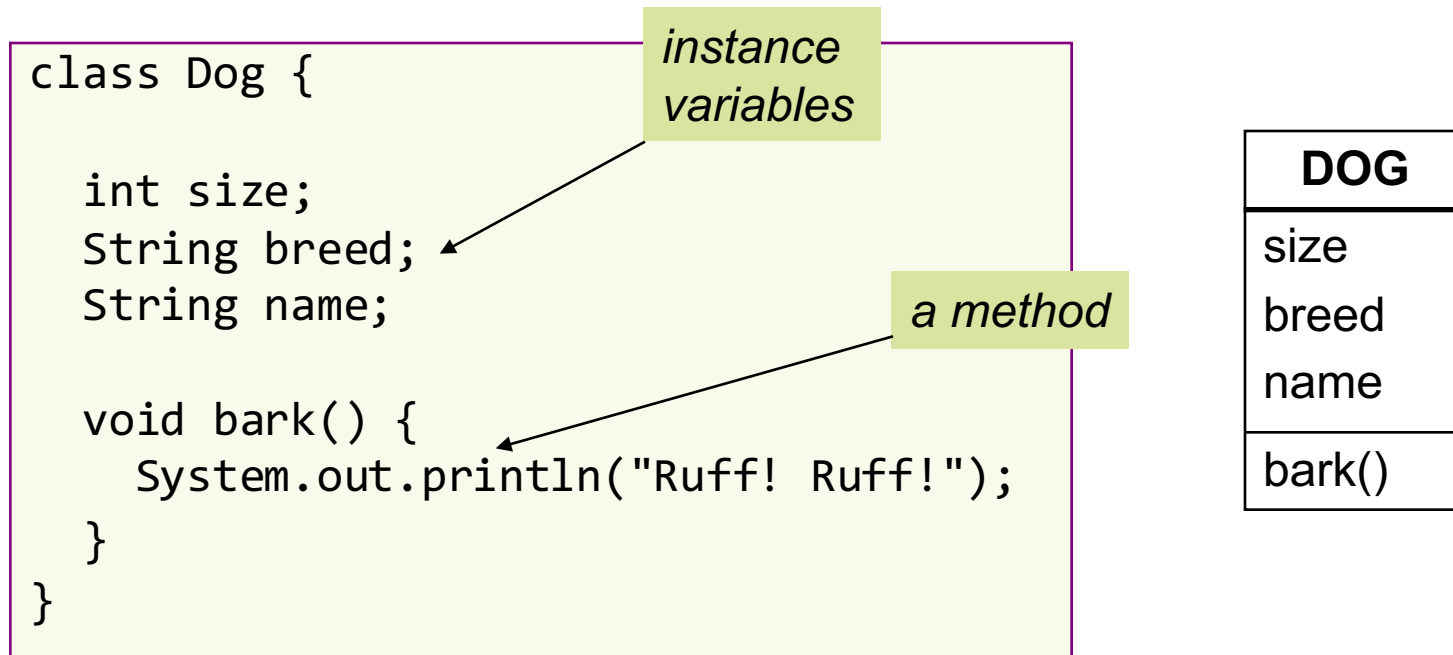 class Dog {
instance
variables
int size;
String breed;
String name;
a method
void bark() {
System.out.println("Ruff! Ruff!");
}
}
DOG
size
breed
name
bark()